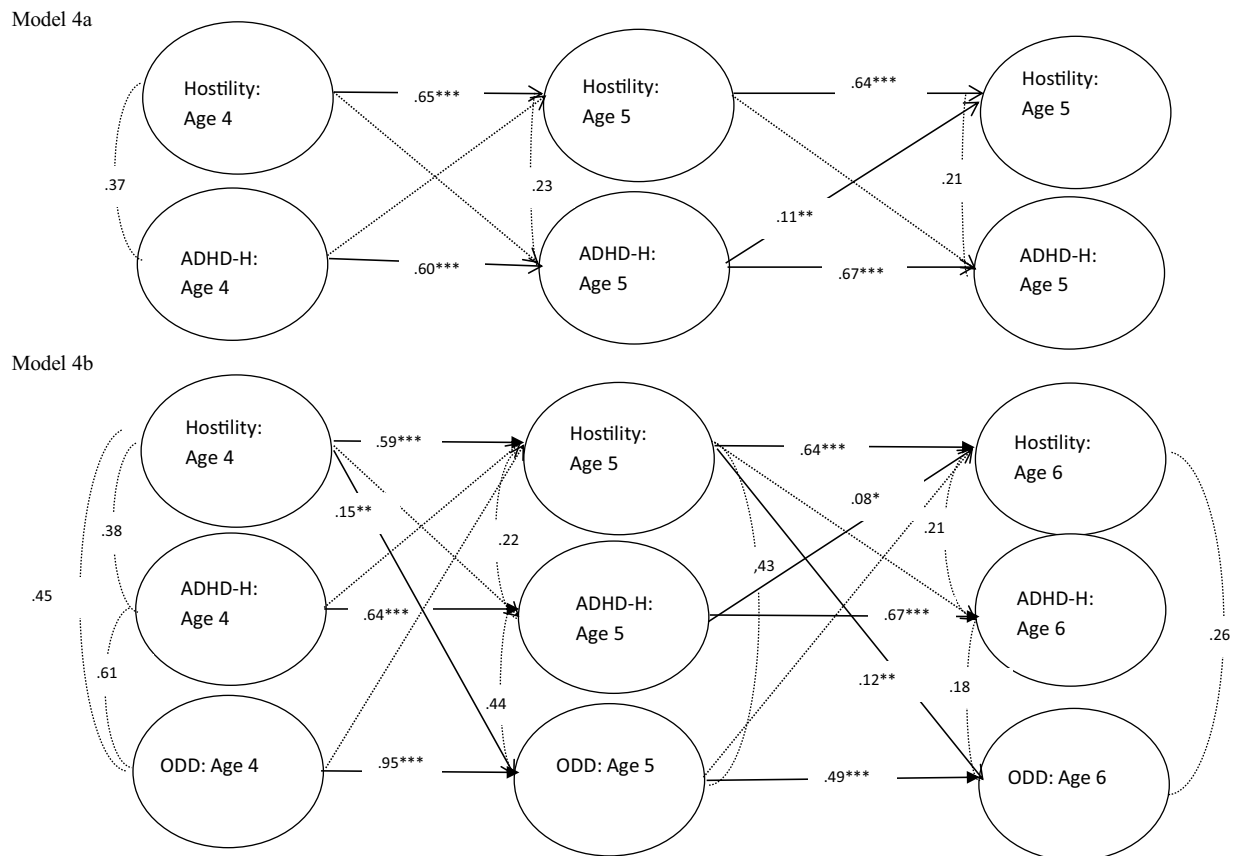 Model 4a
Hostility:
Age 4
.65***
Hostility:
Age 5
.64***
Hostility:
Age 5
.37
.23
.21
.11**
ADHD-H:
Age 4
.60***
ADHD-H:
Age 5
.67***
ADHD-H:
Age 5
Model 4b
Hostility:
Age 4
.59***
Hostility:
Age 5
.64***
Hostility:
Age 6
.15**
.08*
.38
.22
.21
,43
.45
ADHD-H:
Age 4
.64***
ADHD-H:
Age 5
.67***
ADHD-H:
Age 6
.26
.61
.44
.12**
.18
ODD: Age 4
.95***
ODD: Age 5
.49***
ODD: Age 6